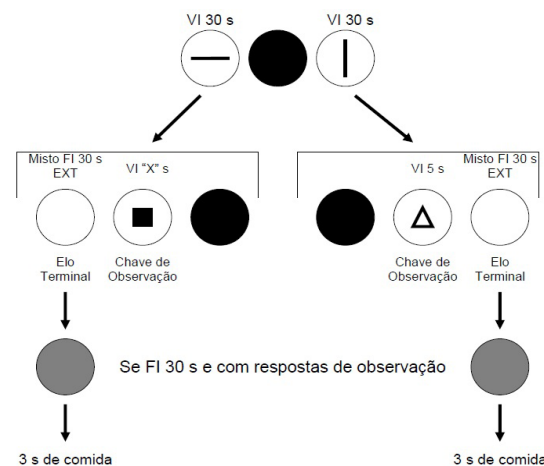 VI 30 s
VI 30 s
Misto FI 30 s
EXT
VI “X” s
VI 5 s
Misto FI 30 s
EXT
Elo
Terminal
Chave de
Observação
Chave de
Observação
Elo
Terminal
Se FI 30 s e com respostas de observação
3 s de comida
3 s de comida